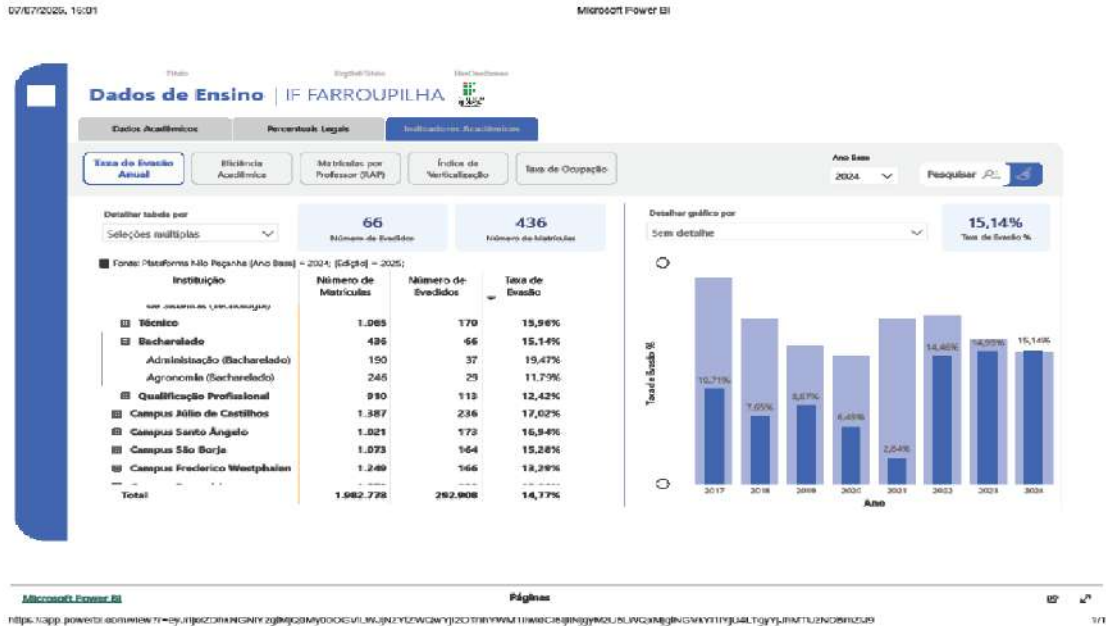 07/07/2025, 15:01
Microsoft Power BI
Título
Dados de Ensino | IF FARROUPILHA
Dados Acadêmicos
Percentuais Legais
Indicadores Acadêmicos
Taxa de Evasão Anual
Eficiência Acadêmica
Matrículas por Professor (RAP)
Índice de Verticalização
Taxa de Ocupação
Ano Base
2024
Pesquisar
Detalhar tabela por
Seleções múltiplas
66
Número de Evadidos
436
Número de Matrículas
Fonte: Plataforma Nilo Peçanha (Ano Base) = 2024; (Edição) = 2025;
Instituição Número de Matrículas Número de Evadidos Taxa de Evasão
Técnico 1.065 170 15,96%
Bacharelado 436 66 15,14%
Administração (Bacharelado) 190 37 19,47%
Agronomia (Bacharelado) 246 29 11,79%
Qualificação Profissional 910 113 12,42%
Campus Júlio de Castilhos 1.387 236 17,02%
Campus Santo Ângelo 1.021 173 16,94%
Campus São Borja 1.073 164 15,28%
Campus Frederico Westphalen 1.249 166 13,29%
Total 1.982.778 292.908 14,77%
Detalhar gráfico por
Sem detalhe
15,14%
Taxa de Evasão %
Taxa de Evasão %
10,71%
7,65%
8,67%
6,49%
2,84%
14,46%
14,95%
15,14%
2017 2018 2019 2020 2021 2022 2023 2024
Ano
Microsoft Power BI
Páginas
1/1